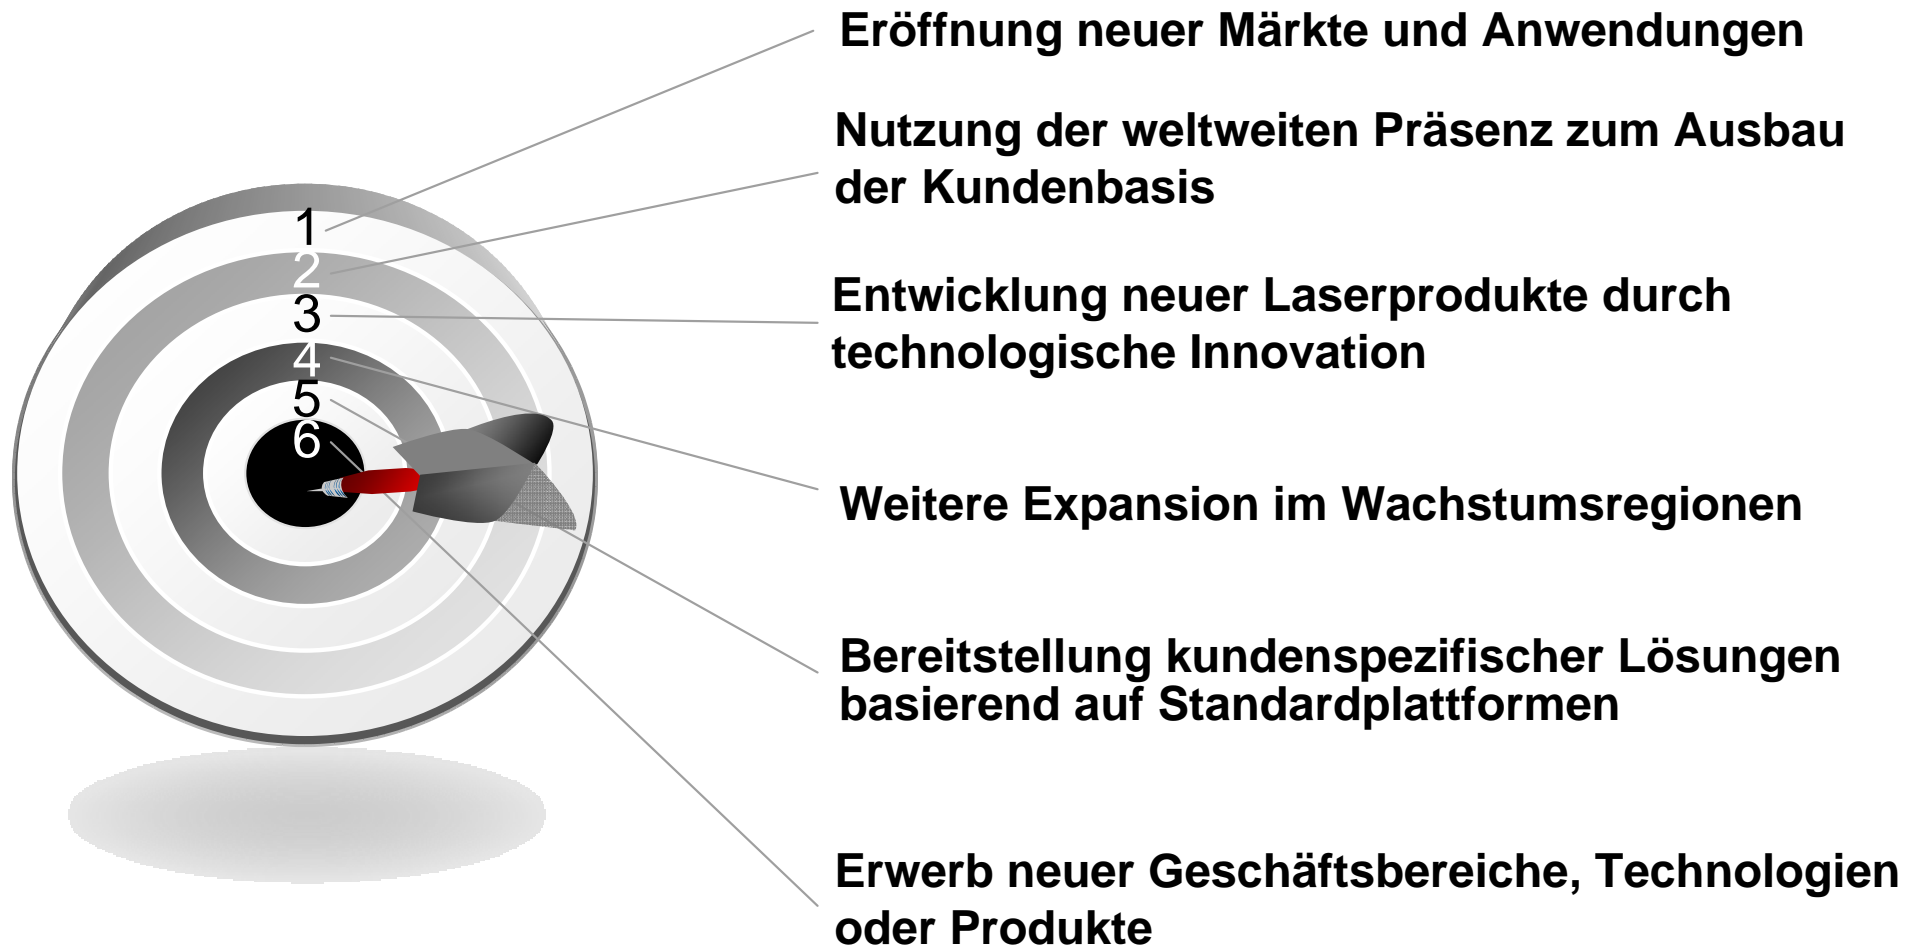 Eröffnung neuer Märkte und Anwendungen
Nutzung der weltweiten Präsenz zum Ausbau
der Kundenbasis
1
2
3
4
5
6
Entwicklung neuer Laserprodukte durch
technologische Innovation
Weitere Expansion im Wachstumsregionen
Bereitstellung kundenspezifischer Lösungen
basierend auf Standardplattformen
Erwerb neuer Geschäftsbereiche, Technologien
oder Produkte